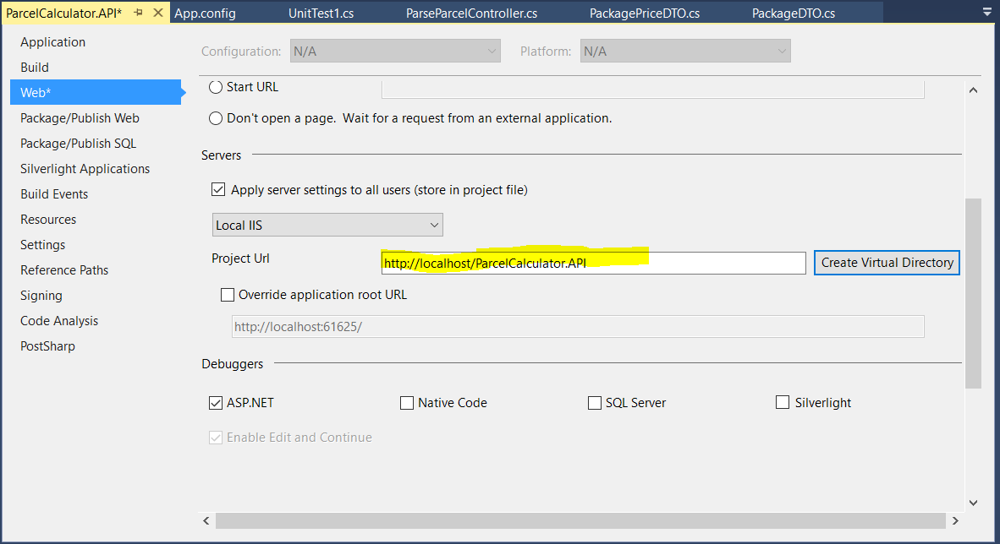 ParcelCalculator.API* App.config UnitTest1.cs ParseParcelController.cs PackagePriceDTO.cs PackageDTO.cs
Application
Build
Web*
Package/Publish Web
Package/Publish SQL
Silverlight Applications
Build Events
Resources
Settings
Reference Paths
Signing
Code Analysis
PostSharp
Configuration: N/A Platform: N/A
Start URL
Don't open a page. Wait for a request from an external application.
Servers
Apply server settings to all users (store in project file)
Local IIS
Project Url http://localhost/ParcelCalculator.API Create Virtual Directory
Override application root URL
http://localhost:61625/
Debuggers
ASP.NET Native Code SQL Server Silverlight
Enable Edit and Continue